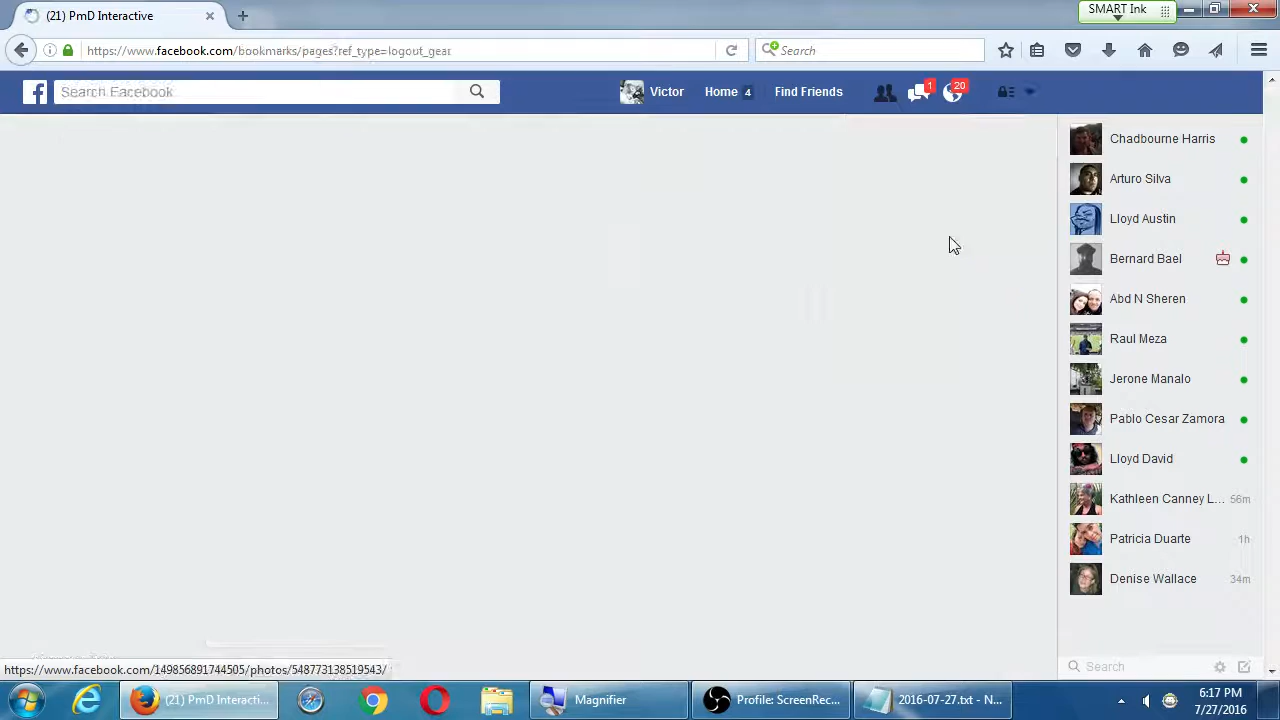 (21) PmD Interactive
SMART Ink
https://www.facebook.com/bookmarks/pages?ref_type=logout_gear
Search
Search Facebook
Victor
Home 4
Find Friends
1
20
Chadbourne Harris
Arturo Silva
Lloyd Austin
Bernard Bael
Abd N Sheren
Raul Meza
Jerone Manalo
Pablo Cesar Zamora
Lloyd David
Kathleen Canney L... 56m
Patricia Duarte 1h
Denise Wallace 34m
Search
https://www.facebook.com/149856891744505/photos/548773138519543/
(21) PmD Interacti...
Magnifier
Profile: ScreenRec...
2016-07-27.txt - N...
6:17 PM
7/27/2016